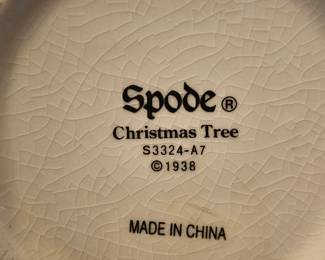 Spode ®
Christmas Tree
S3324-A7
© 1938
MADE IN CHINA